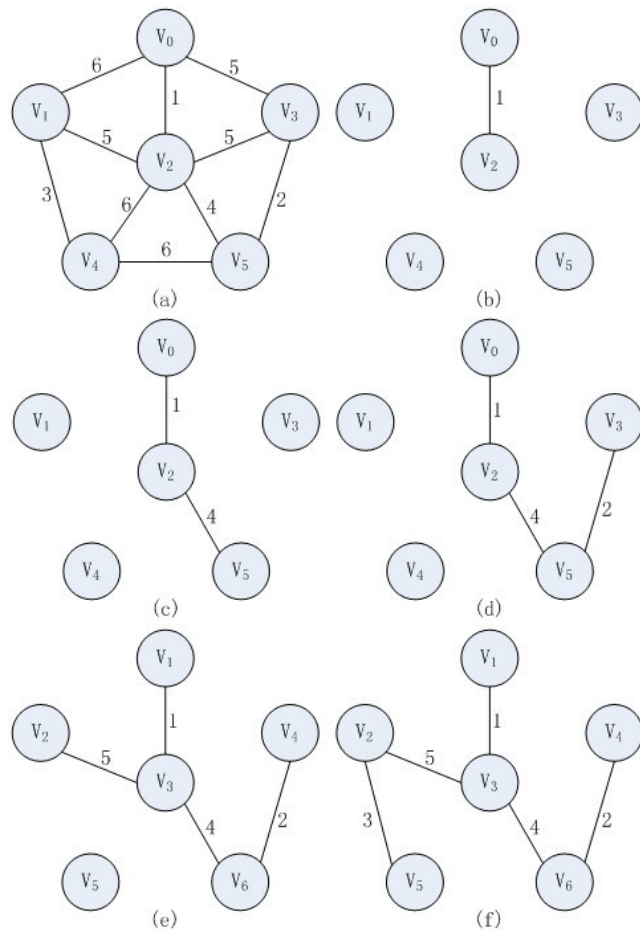 V₀ V₀
6 5
1 1
V₁ V₃ V₁ V₃
5 5
V₂ V₂
3 6 4 2
V₄ 6 V₅ V₄ V₅
(a) (b)
V₀ V₀
V₁ 1 V₃ V₁ 1 V₃
V₂ V₂
4 4 2
V₄ V₅ V₄ V₅
(c) (d)
V₁ V₁
1 1
V₂ V₄ V₂ V₄
5 V₃ 5 V₃
4 2 3 4 2
V₅ V₆ V₅ V₆
(e) (f)